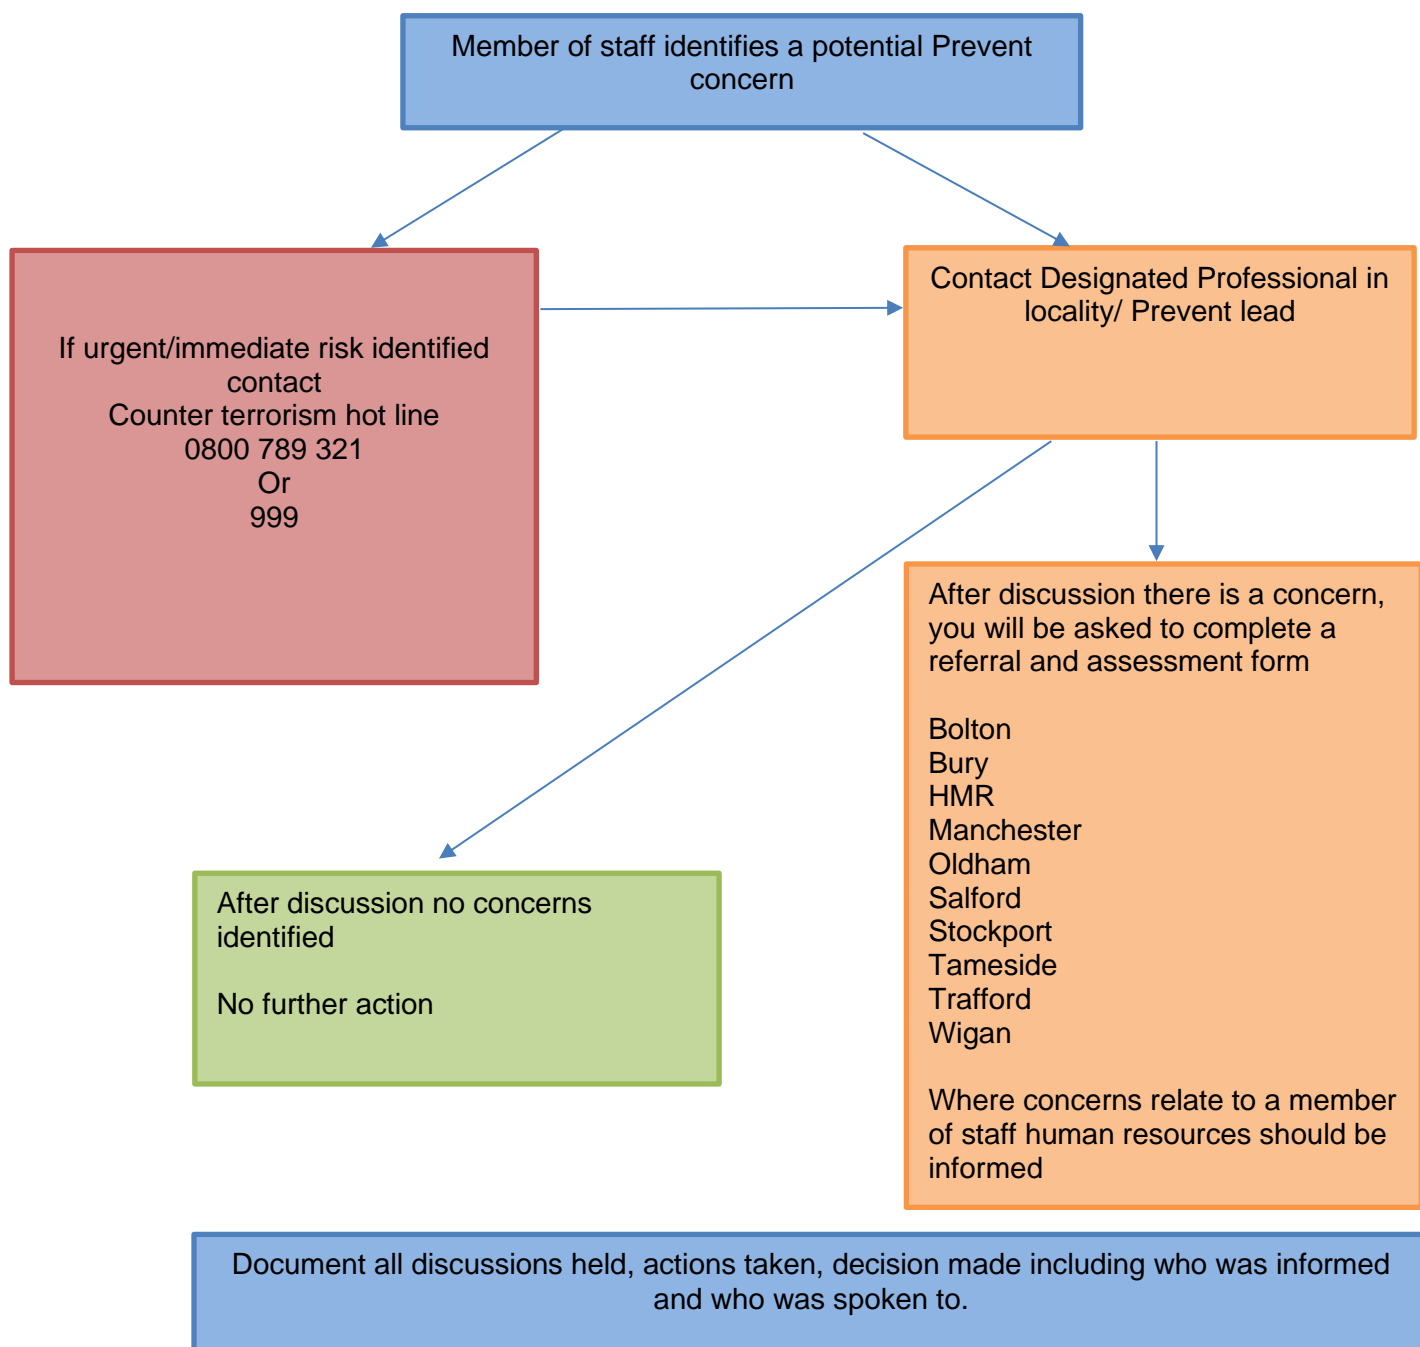 Member of staff identifies a potential Prevent
concern
If urgent/immediate risk identified
contact
Counter terrorism hot line
0800 789 321
Or
999
Contact Designated Professional in
locality/ Prevent lead
After discussion there is a concern,
you will be asked to complete a
referral and assessment form
Bolton
Bury
HMR
Manchester
Oldham
Salford
Stockport
Tameside
Trafford
Wigan
Where concerns relate to a member
of staff human resources should be
informed
After discussion no concerns
identified
No further action
Document all discussions held, actions taken, decision made including who was informed
and who was spoken to.